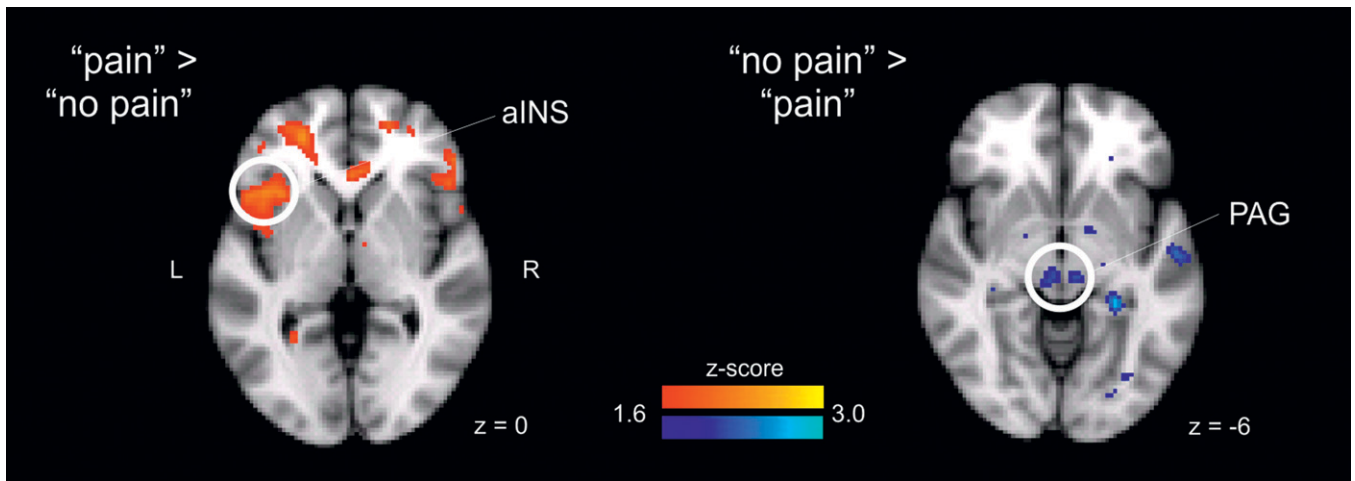 “pain” >
“no pain”
aINS
L
R
z = 0
z-score
1.6
3.0
“no pain” >
“pain”
PAG
z = -6